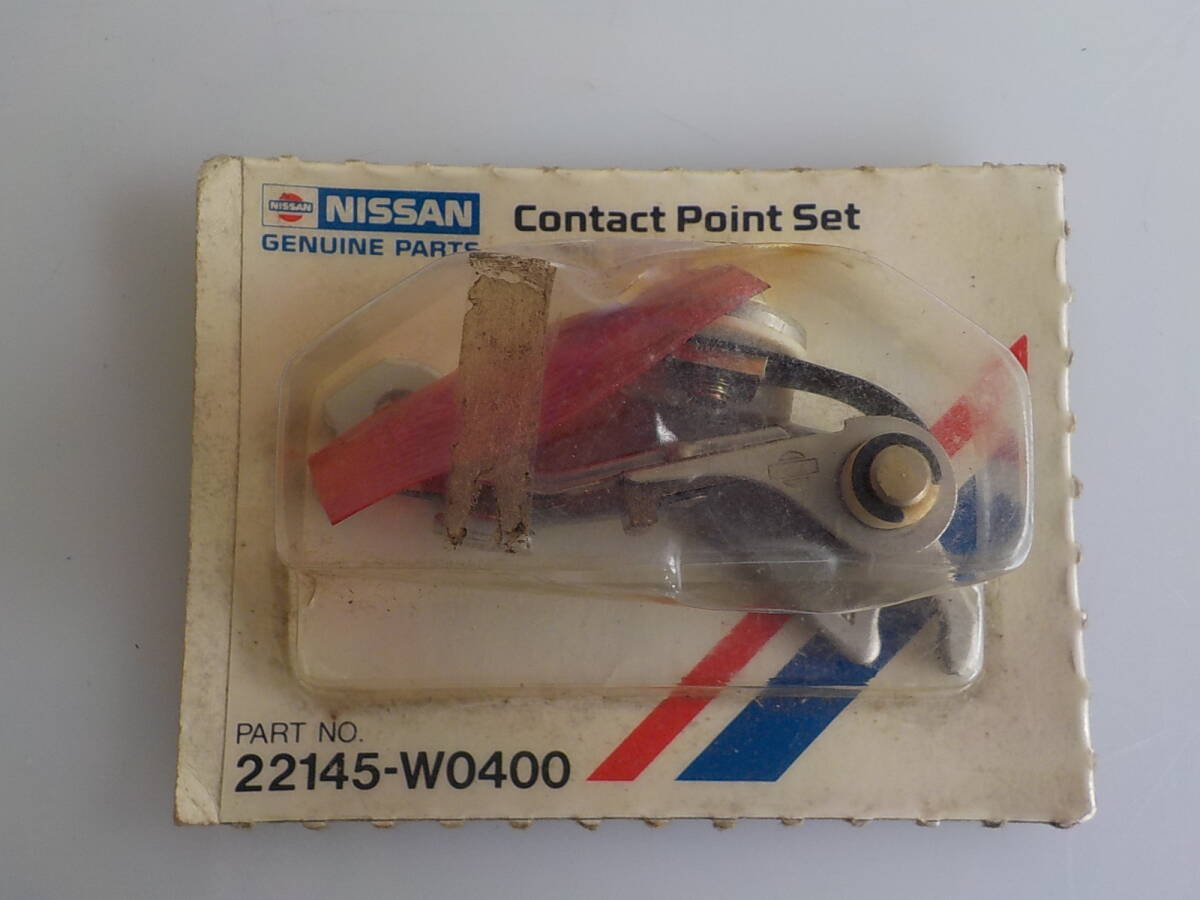 NISSAN NISSAN
GENUINE PARTS
Contact Point Set
PART NO.
22145-W0400